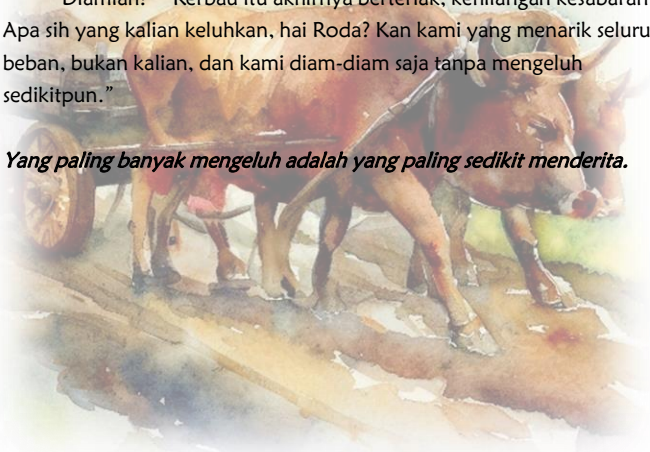 Diamlah!" Kerbau itu akhirnya berteriak, kehilangan kesabaran
Apa sih yang kalian keluhkan, hai Roda? Kan kami yang menarik seluru
beban, bukan kalian, dan kami diam-diam saja tanpa mengeluh
sedikitpun.”
Yang paling banyak mengeluh adalah yang paling sedikit menderita.